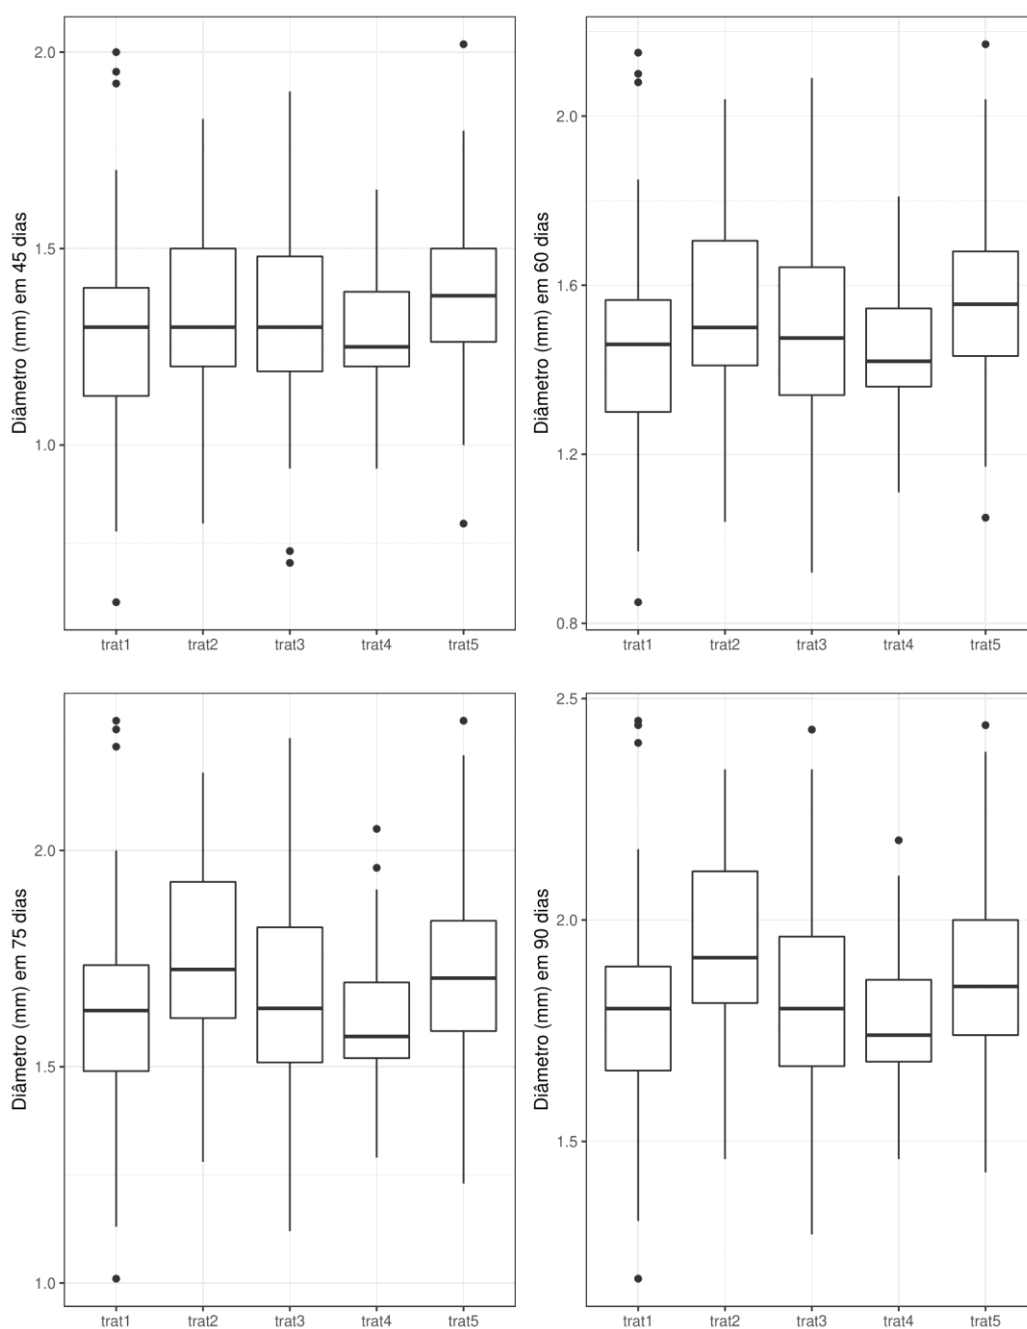 Diâmetro (mm) em 45 dias
2.0
1.5
1.0
trat1 trat2 trat3 trat4 trat5
Diâmetro (mm) em 60 dias
2.0
1.6
1.2
0.8
trat1 trat2 trat3 trat4 trat5
Diâmetro (mm) em 75 dias
2.0
1.5
1.0
trat1 trat2 trat3 trat4 trat5
Diâmetro (mm) em 90 dias
2.5
2.0
1.5
trat1 trat2 trat3 trat4 trat5